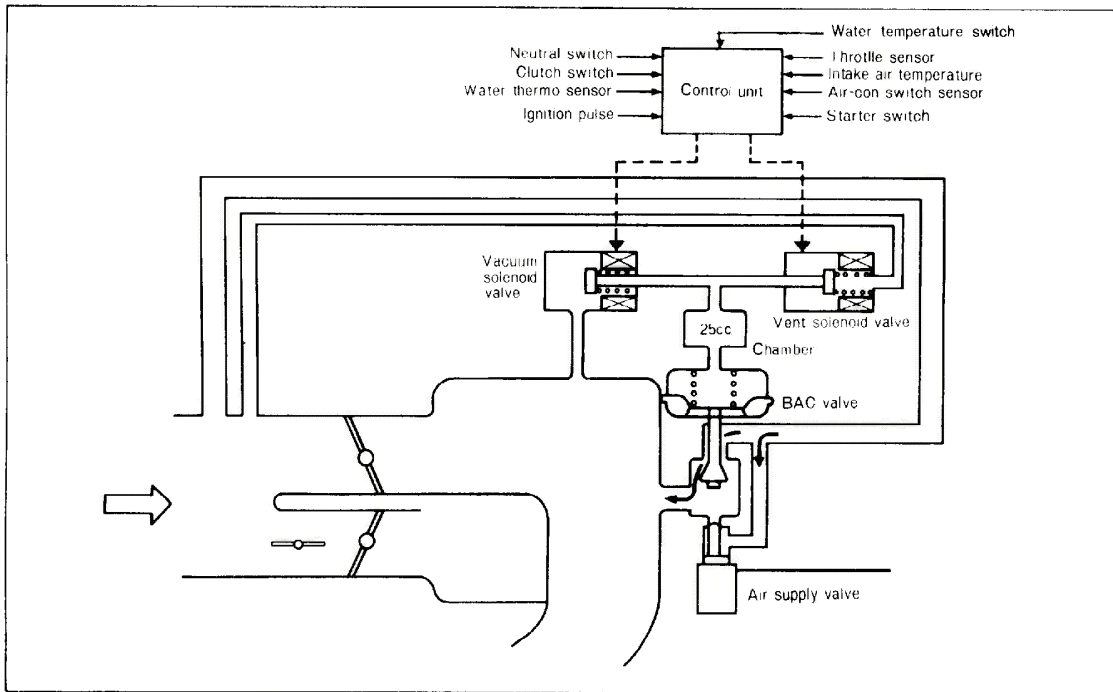 Water temperature switch
Neutral switch
Clutch switch
Water thermo sensor
Ignition pulse
Control unit
Throttle sensor
Intake air temperature
Air-con switch sensor
Starter switch
Vacuum
solenoid
valve
Vent solenoid valve
25cc
Chamber
BAC valve
Air supply valve